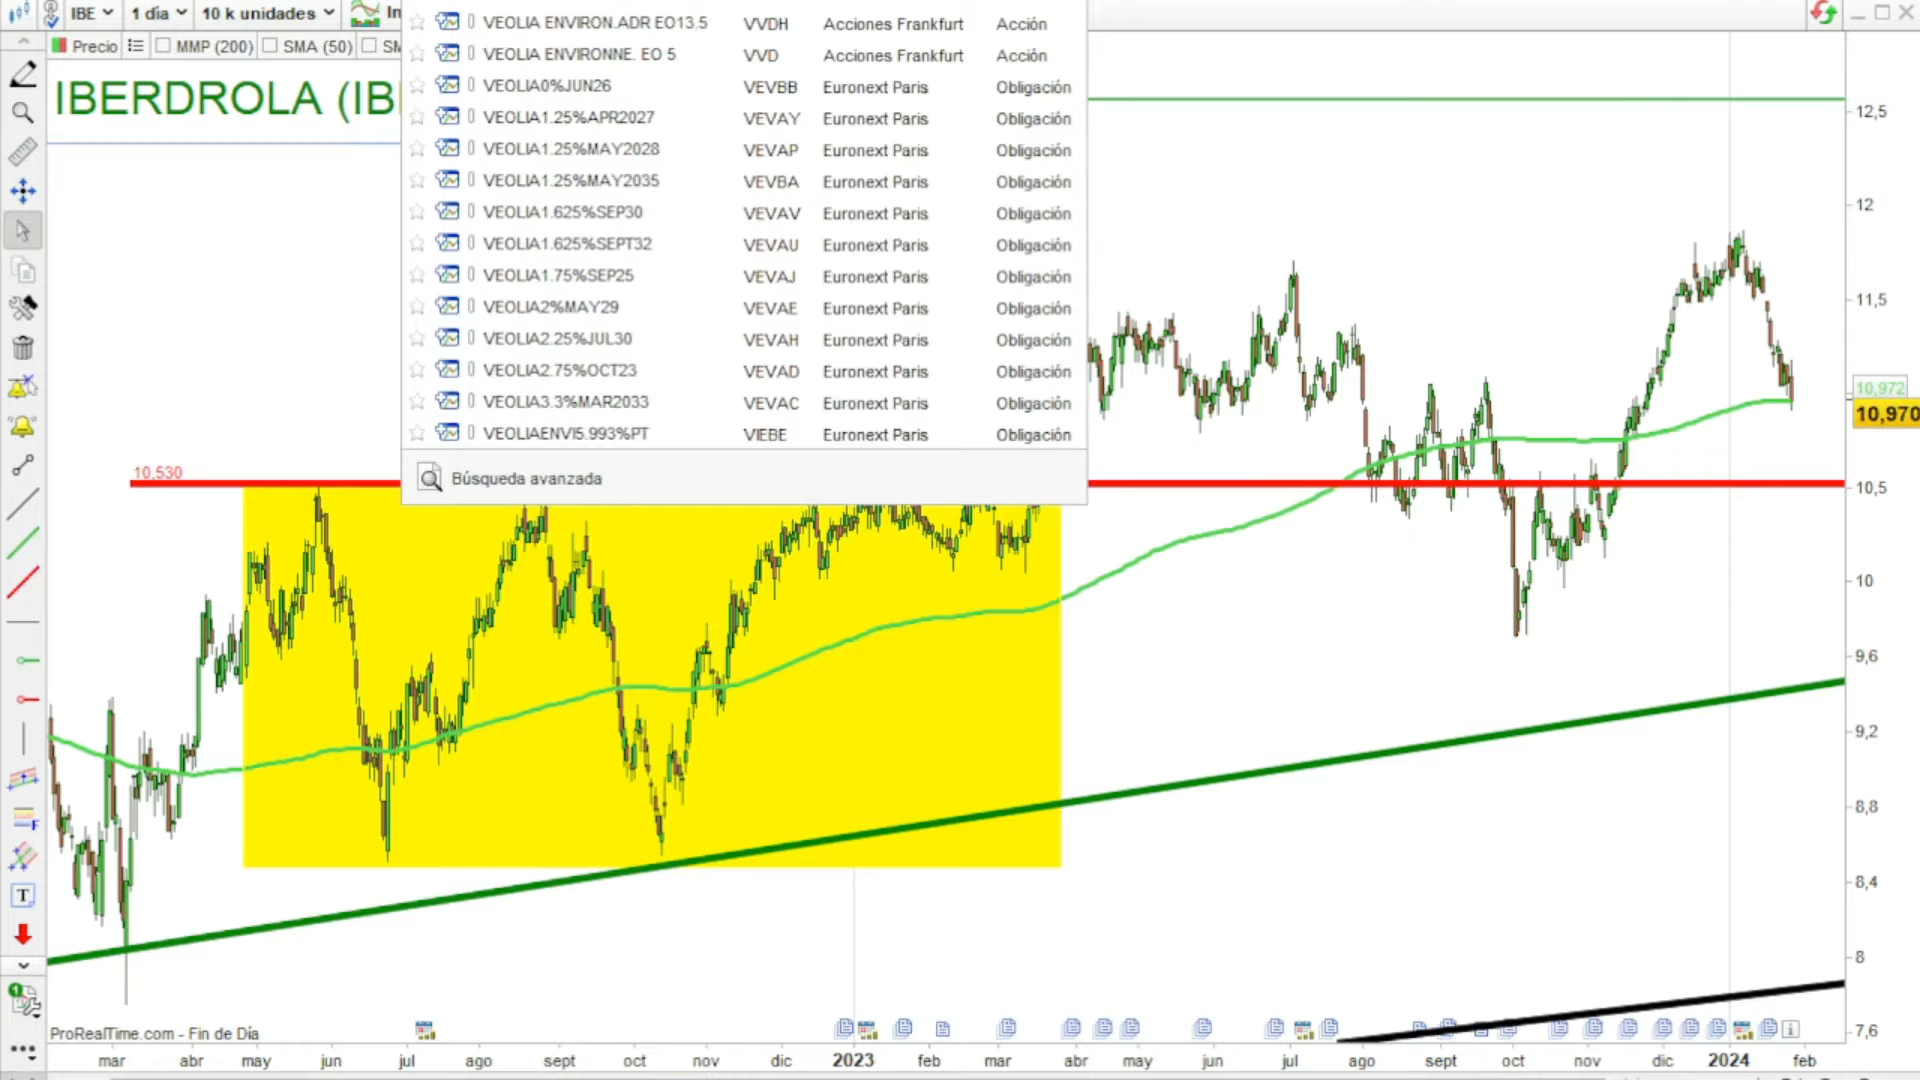 IBE 1 día 10 k unidades In
Precio MMP (200) SMA (50) SM
IBERDROLA (IB
VEOLIA ENVIRON.ADR EO13.5 VVDH Acciones Frankfurt Acción
VEOLIA ENVIRONNE. EO 5 VVD Acciones Frankfurt Acción
VEOLIA0%JUN26 VEVBB Euronext Paris Obligación
VEOLIA1.25%APR2027 VEVAY Euronext Paris Obligación
VEOLIA1.25%MAY2028 VEVAP Euronext Paris Obligación
VEOLIA1.25%MAY2035 VEVBA Euronext Paris Obligación
VEOLIA1.625%SEP30 VEVAV Euronext Paris Obligación
VEOLIA1.625%SEPT32 VEVAU Euronext Paris Obligación
VEOLIA1.75%SEP25 VEVAJ Euronext Paris Obligación
VEOLIA2%MAY29 VEVAE Euronext Paris Obligación
VEOLIA2.25%JUL30 VEVAH Euronext Paris Obligación
VEOLIA2.75%OCT23 VEVAD Euronext Paris Obligación
VEOLIA3.3%MAR2033 VEVAC Euronext Paris Obligación
VEOLIAENVI5.993%PT VIEBE Euronext Paris Obligación
Búsqueda avanzada
10,530
12,5
12
11,5
10,972
10,970
10,5
10
9,6
9,2
8,8
8,4
8
7,6
F
T
1
ProRealTime.com - Fin de Día
mar abr may jun jul ago sept oct nov dic 2023 feb mar abr may jun jul ago sept oct nov dic 2024 feb